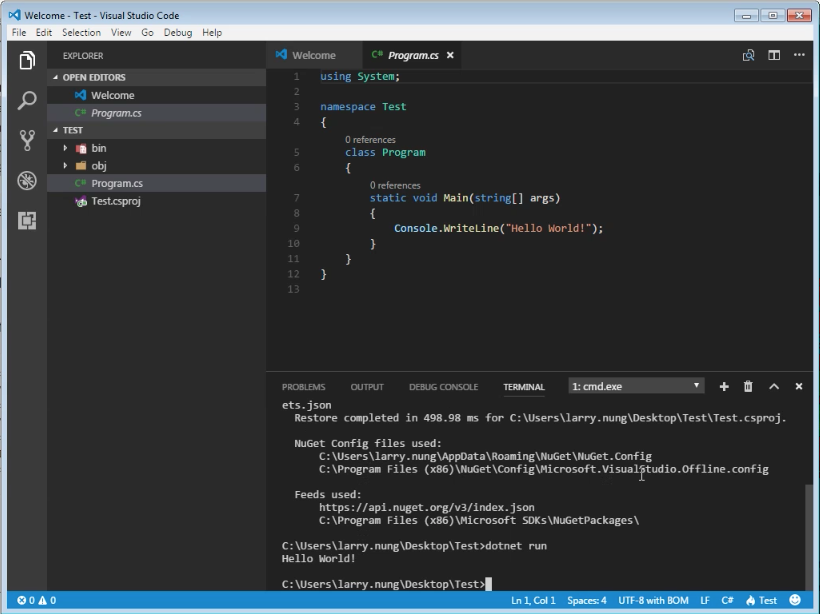 Welcome - Test - Visual Studio Code
File Edit Selection View Go Debug Help
EXPLORER
OPEN EDITORS
Welcome
C# Program.cs
TEST
bin
obj
C# Program.cs
Test.csproj
Welcome C# Program.cs
1 using System;
2
3 namespace Test
4 {
0 references
5 class Program
6 {
0 references
7 static void Main(string[] args)
8 {
9 Console.WriteLine("Hello World!");
10 }
11 }
12 }
13
PROBLEMS OUTPUT DEBUG CONSOLE TERMINAL 1: cmd.exe
ets.json
Restore completed in 498.98 ms for C:\Users\larry.nung\Desktop\Test\Test.csproj.
NuGet Config files used:
C:\Users\larry.nung\AppData\Roaming\NuGet\NuGet.Config
C:\Program Files (x86)\NuGet\Config\Microsoft.VisualStudio.Offline.config
Feeds used:
https://api.nuget.org/v3/index.json
C:\Program Files (x86)\Microsoft SDKs\NuGetPackages\
C:\Users\larry.nung\Desktop\Test>dotnet run
Hello World!
C:\Users\larry.nung\Desktop\Test>
0 0 Ln 1, Col 1 Spaces: 4 UTF-8 with BOM LF C# Test